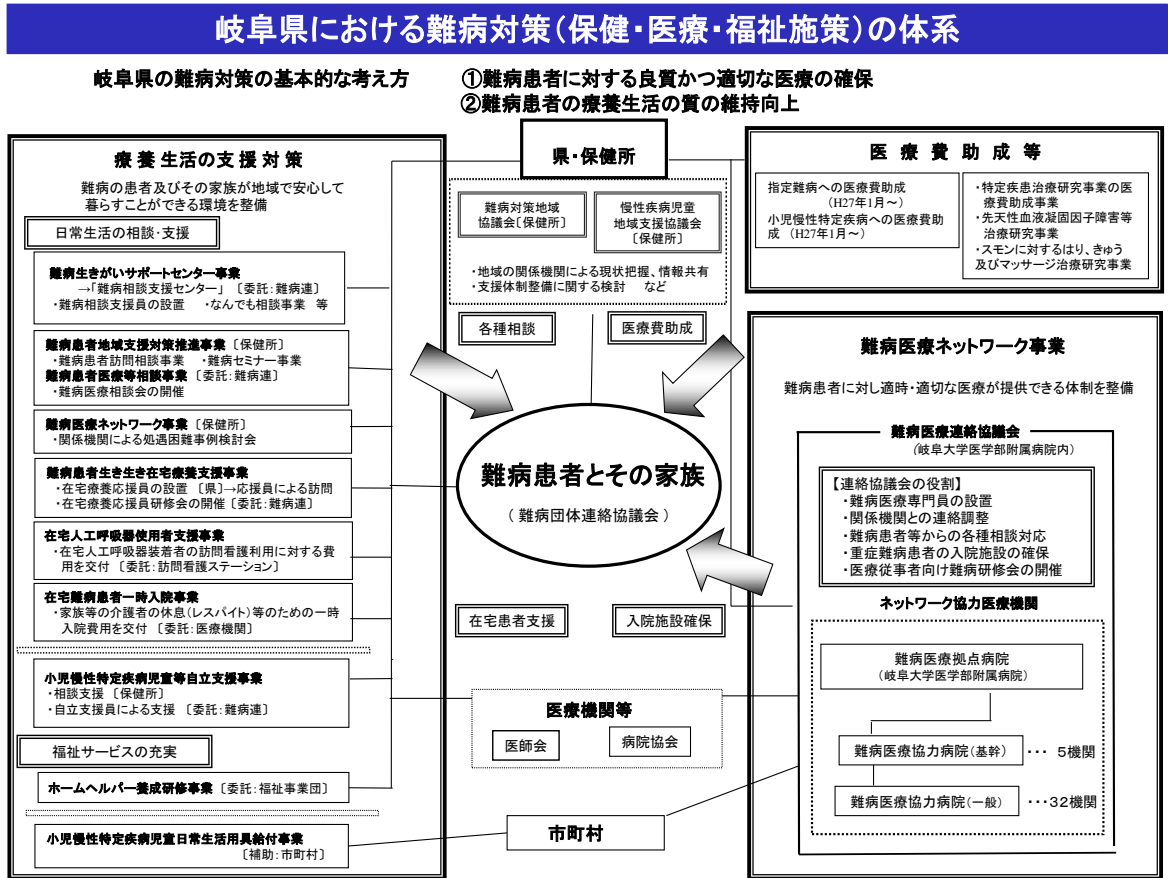 岐阜県における難病対策(保健・医療・福祉施策)の体系
岐阜県の難病対策の基本的な考え方
①難病患者に対する良質かつ適切な医療の確保
②難病患者の療養生活の質の維持向上
療養生活の支援対策
難病の患者及びその家族が地域で安心して
暮らすことができる環境を整備
日常生活の相談・支援
難病生きがいサポートセンター事業
→「難病相談支援センター」〔委託:難病連〕
・難病相談支援員の設置 ・なんでも相談事業 等
難病患者地域支援対策推進事業〔保健所〕
・難病患者訪問相談事業 ・難病セミナー事業
難病患者医療等相談事業〔委託:難病連〕
・難病医療相談会の開催
難病医療ネットワーク事業〔保健所〕
・関係機関による処遇困難事例検討会
難病患者生き生き在宅療養支援事業
・在宅療養応援員の設置〔県〕→応援員による訪問
・在宅療養応援員研修会の開催〔委託:難病連〕
在宅人工呼吸器使用者支援事業
・在宅人工呼吸器装着者の訪問看護利用に対する費
用を交付〔委託:訪問看護ステーション〕
在宅難病患者一時入院事業
・家族等の介護者の休息(レスパイト)等のための一時
入院費用を交付〔委託:医療機関〕
小児慢性特定疾病児童等自立支援事業
・相談支援〔保健所〕
・自立支援員による支援〔委託:難病連〕
福祉サービスの充実
ホームヘルパー養成研修事業〔委託:福祉事業団〕
小児慢性特定疾病児童日常生活用具給付事業
〔補助:市町村〕
県・保健所
難病対策地域
協議会〔保健所〕
慢性疾病児童
地域支援協議会
〔保健所〕
・地域の関係機関による現状把握、情報共有
・支援体制整備に関する検討 など
各種相談
医療費助成
難病患者とその家族
(難病団体連絡協議会)
在宅患者支援
入院施設確保
医療機関等
医師会
病院協会
市町村
医療費助成等
指定難病への医療費助成
(H27年1月~)
小児慢性特定疾病への医療費助
成 (H27年1月~)
・特定疾患治療研究事業の医
療費助成事業
・先天性血液凝固因子障害等
治療研究事業
・スモンに対するはり、きゅう
及びマッサージ治療研究事業
難病医療ネットワーク事業
難病患者に対し適時・適切な医療が提供できる体制を整備
難病医療連絡協議会
(岐阜大学医学部附属病院内)
【連絡協議会の役割】
・難病医療専門員の設置
・関係機関との連絡調整
・難病患者等からの各種相談対応
・重症難病患者の入院施設の確保
・医療従事者向け難病研修会の開催
ネットワーク協力医療機関
難病医療拠点病院
(岐阜大学医学部附属病院)
難病医療協力病院(基幹) ・・・ 5機関
難病医療協力病院(一般) ・・・32機関